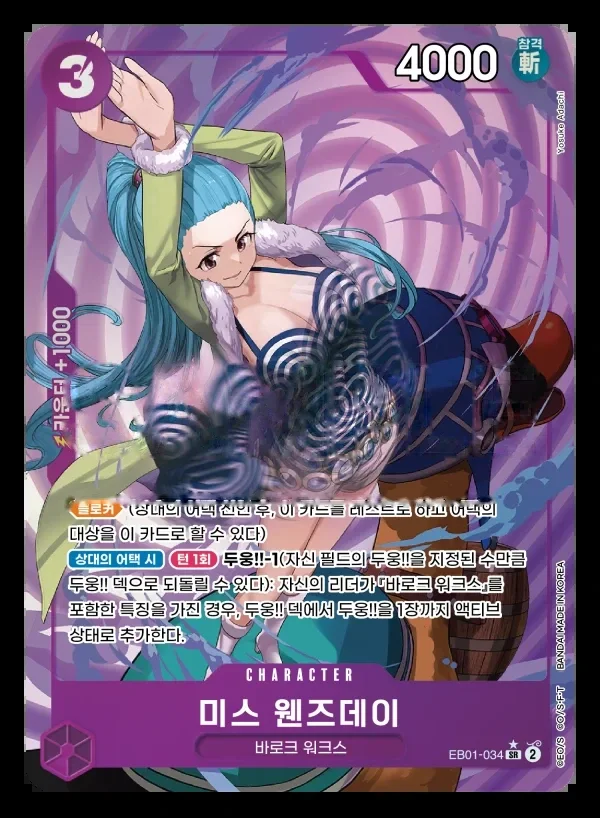 3
4000
참격
斬
Yosuke Adachi
카운터 +1000
블로커 (상대의 어택 선언 후, 이 카드를 레스트로 하고 어택의
대상을 이 카드로 할 수 있다)
상대의 어택 시 턴 1회 두웅!!-1(자신 필드의 두웅!!을 지정된 수만큼
두웅!! 덱으로 되돌릴 수 있다): 자신의 리더가 『바로크 워크스』를
포함한 특징을 가진 경우, 두웅!! 덱에서 두웅!!을 1장까지 액티브
상태로 추가한다.
CHARACTER
미스 웬즈데이
바로크 워크스
EB01-034 SR 2
©EO/S ©O/S·F·T BANDAI MADE IN KOREA